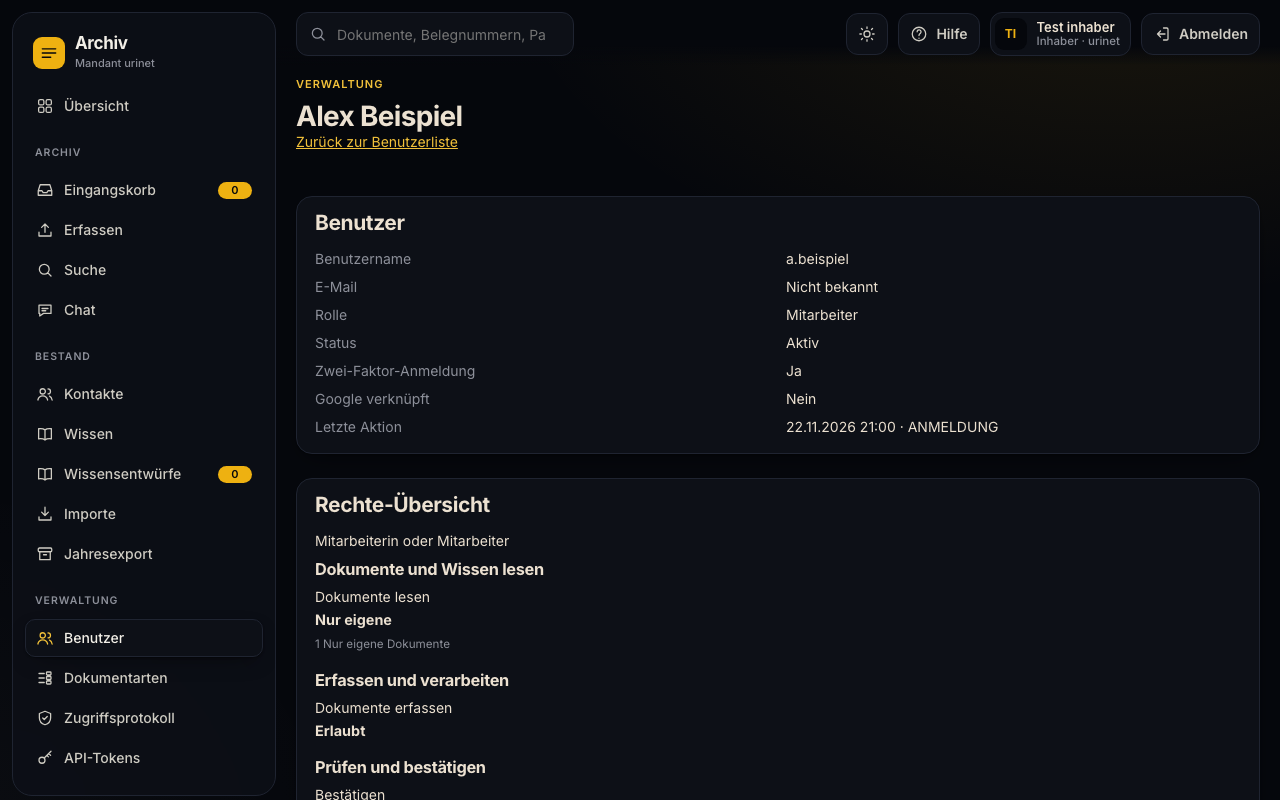 Archiv
Mandant urinet
Übersicht
ARCHIV
Eingangskorb 0
Erfassen
Suche
Chat
BESTAND
Kontakte
Wissen
Wissensentwürfe 0
Importe
Jahresexport
VERWALTUNG
Benutzer
Dokumentarten
Zugriffsprotokoll
API-Tokens
Dokumente, Belegnummern, Pa
Hilfe
TI
Test inhaber
Inhaber · urinet
Abmelden
VERWALTUNG
Alex Beispiel
Zurück zur Benutzerliste
Benutzer
Benutzername a.beispiel
E-Mail Nicht bekannt
Rolle Mitarbeiter
Status Aktiv
Zwei-Faktor-Anmeldung Ja
Google verknüpft Nein
Letzte Aktion 22.11.2026 21:00 · ANMELDUNG
Rechte-Übersicht
Mitarbeiterin oder Mitarbeiter
Dokumente und Wissen lesen
Dokumente lesen
Nur eigene
1 Nur eigene Dokumente
Erfassen und verarbeiten
Dokumente erfassen
Erlaubt
Prüfen und bestätigen
Bestätigen